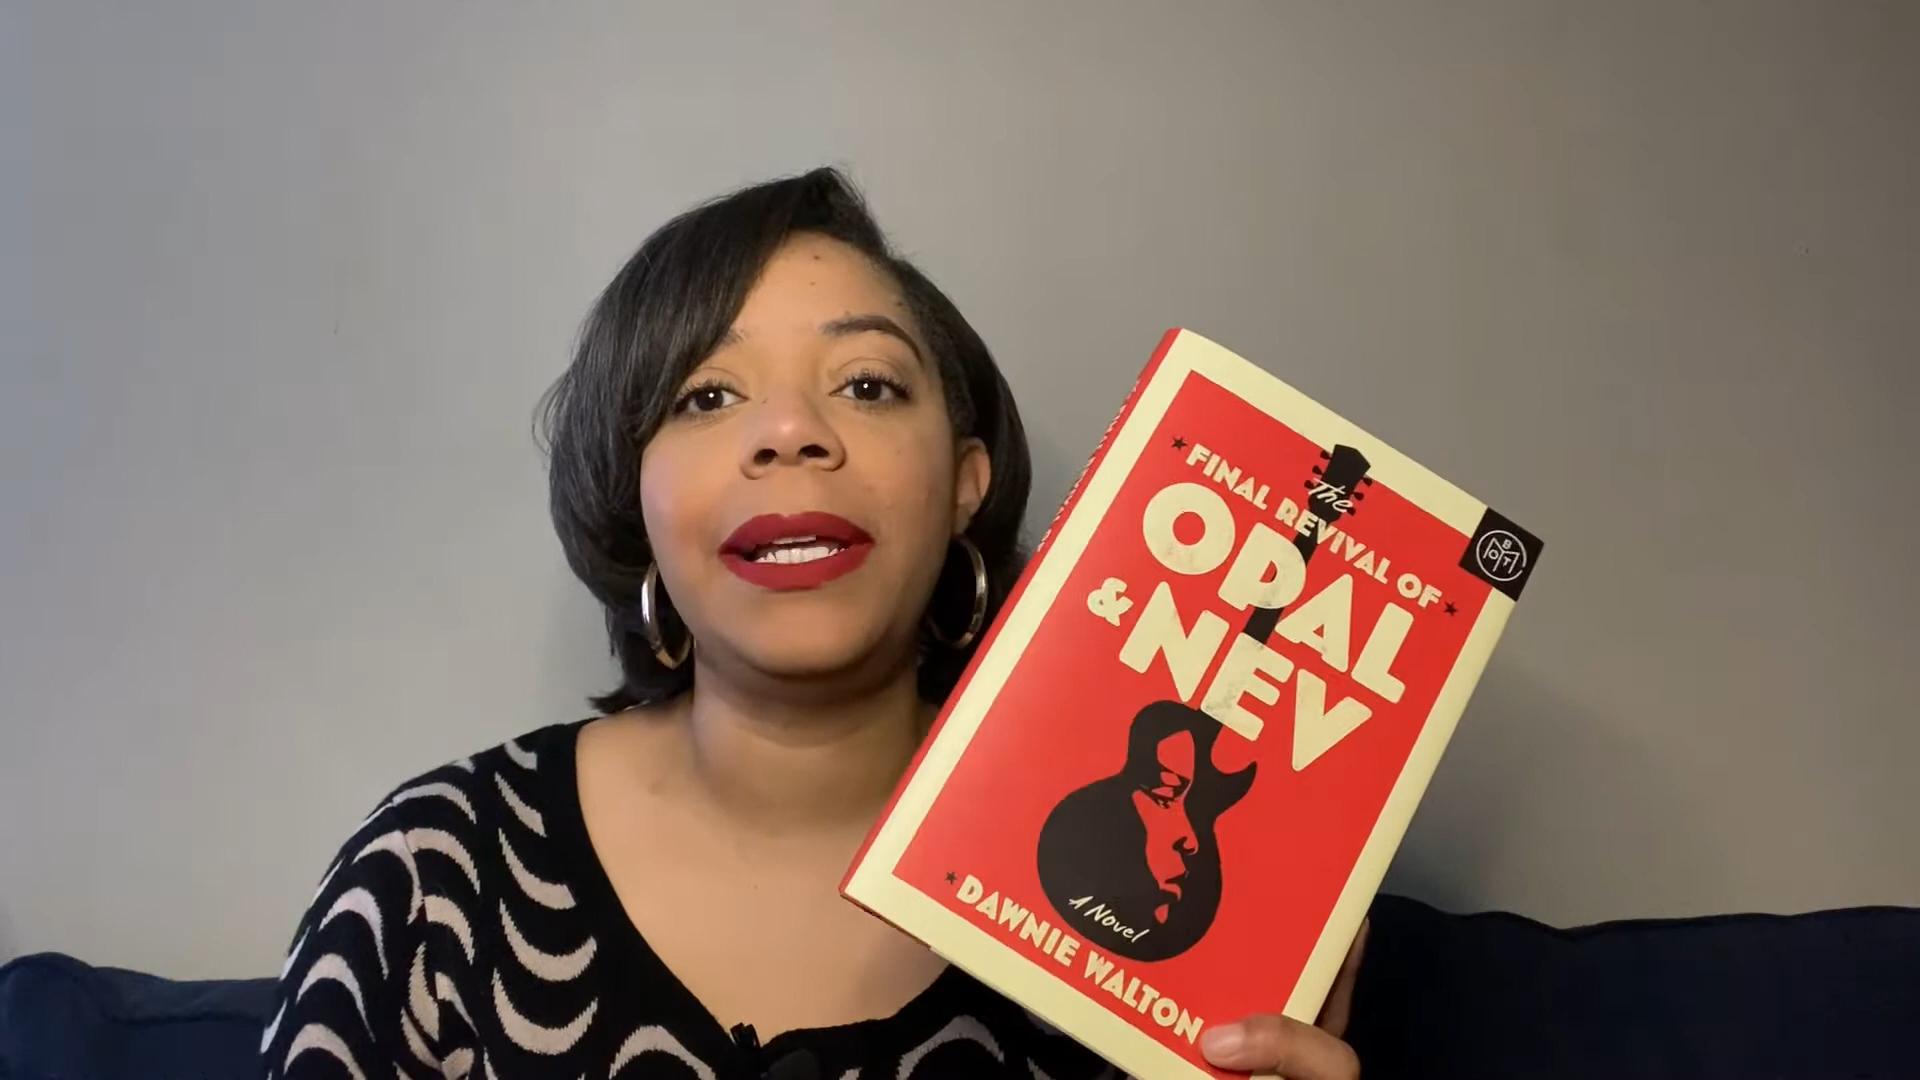 The
FINAL REVIVAL OF
OPAL
& NEV
A Novel
DAWNIE WALTON
BOTM